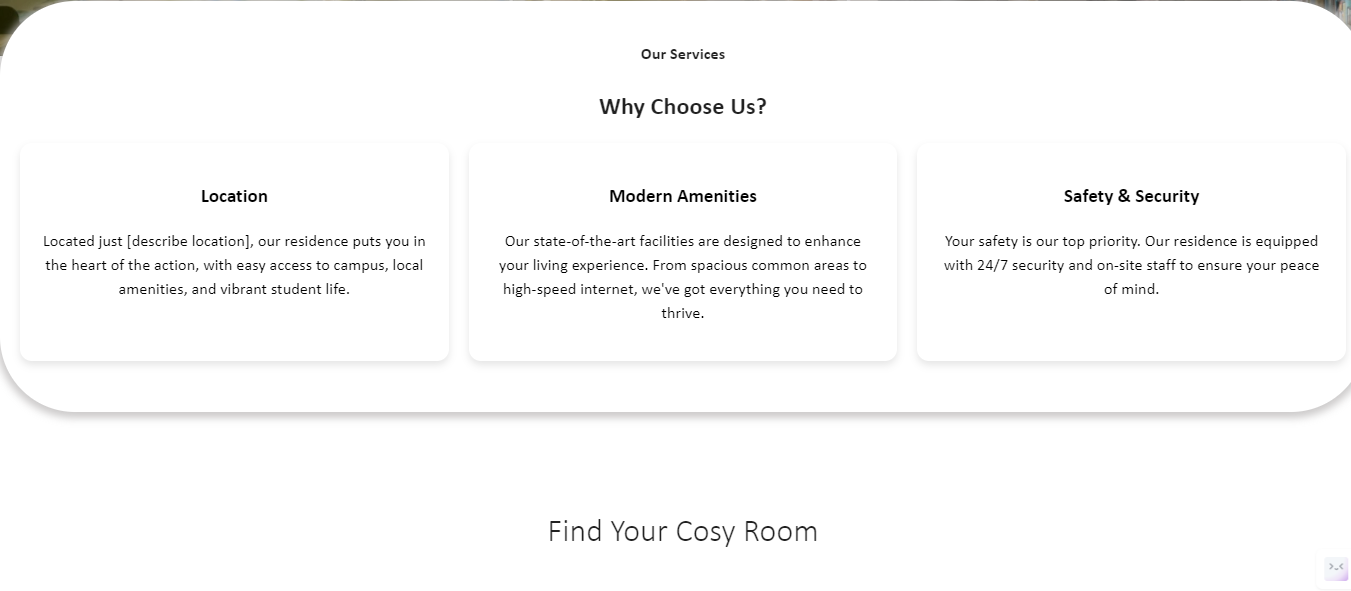 Our Services
Why Choose Us?
Location
Located just [describe location], our residence puts you in
the heart of the action, with easy access to campus, local
amenities, and vibrant student life.
Modern Amenities
Our state-of-the-art facilities are designed to enhance
your living experience. From spacious common areas to
high-speed internet, we've got everything you need to
thrive.
Safety & Security
Your safety is our top priority. Our residence is equipped
with 24/7 security and on-site staff to ensure your peace
of mind.
Find Your Cosy Room